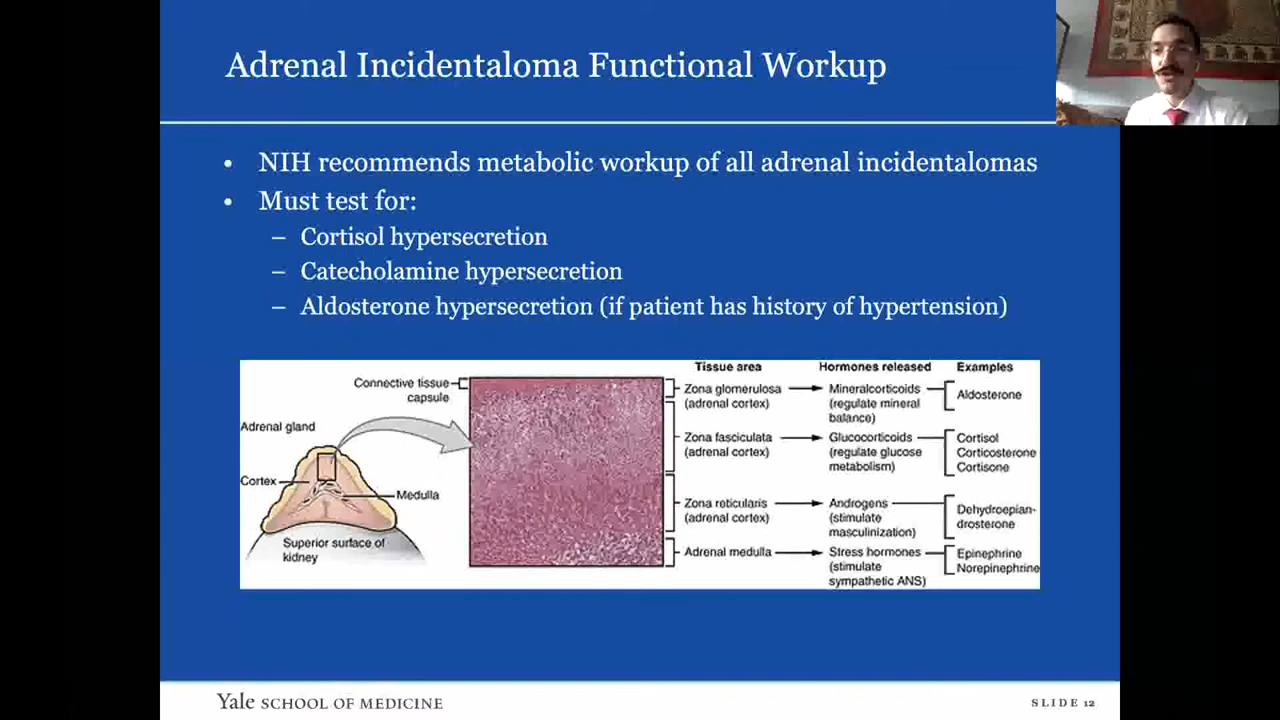 Adrenal Incidentaloma Functional Workup
• NIH recommends metabolic workup of all adrenal incidentalomas
• Must test for:
– Cortisol hypersecretion
– Catecholamine hypersecretion
– Aldosterone hypersecretion (if patient has history of hypertension)
Connective tissue
capsule
Adrenal gland
Cortex
Medulla
Superior surface of
kidney
Tissue area
Zona glomerulosa
(adrenal cortex)
Zona fasciculata
(adrenal cortex)
Zona reticularis
(adrenal cortex)
Adrenal medulla
Hormones released
Mineralcorticoids
(regulate mineral
balance)
Glucocorticoids
(regulate glucose
metabolism)
Androgens
(stimulate
masculinization)
Stress hormones
(stimulate
sympathetic ANS)
Examples
Aldosterone
Cortisol
Corticosterone
Cortisone
Dehydroepian-
drosterone
Epinephrine
Norepinephrine
Yale SCHOOL OF MEDICINE
SLIDE 12